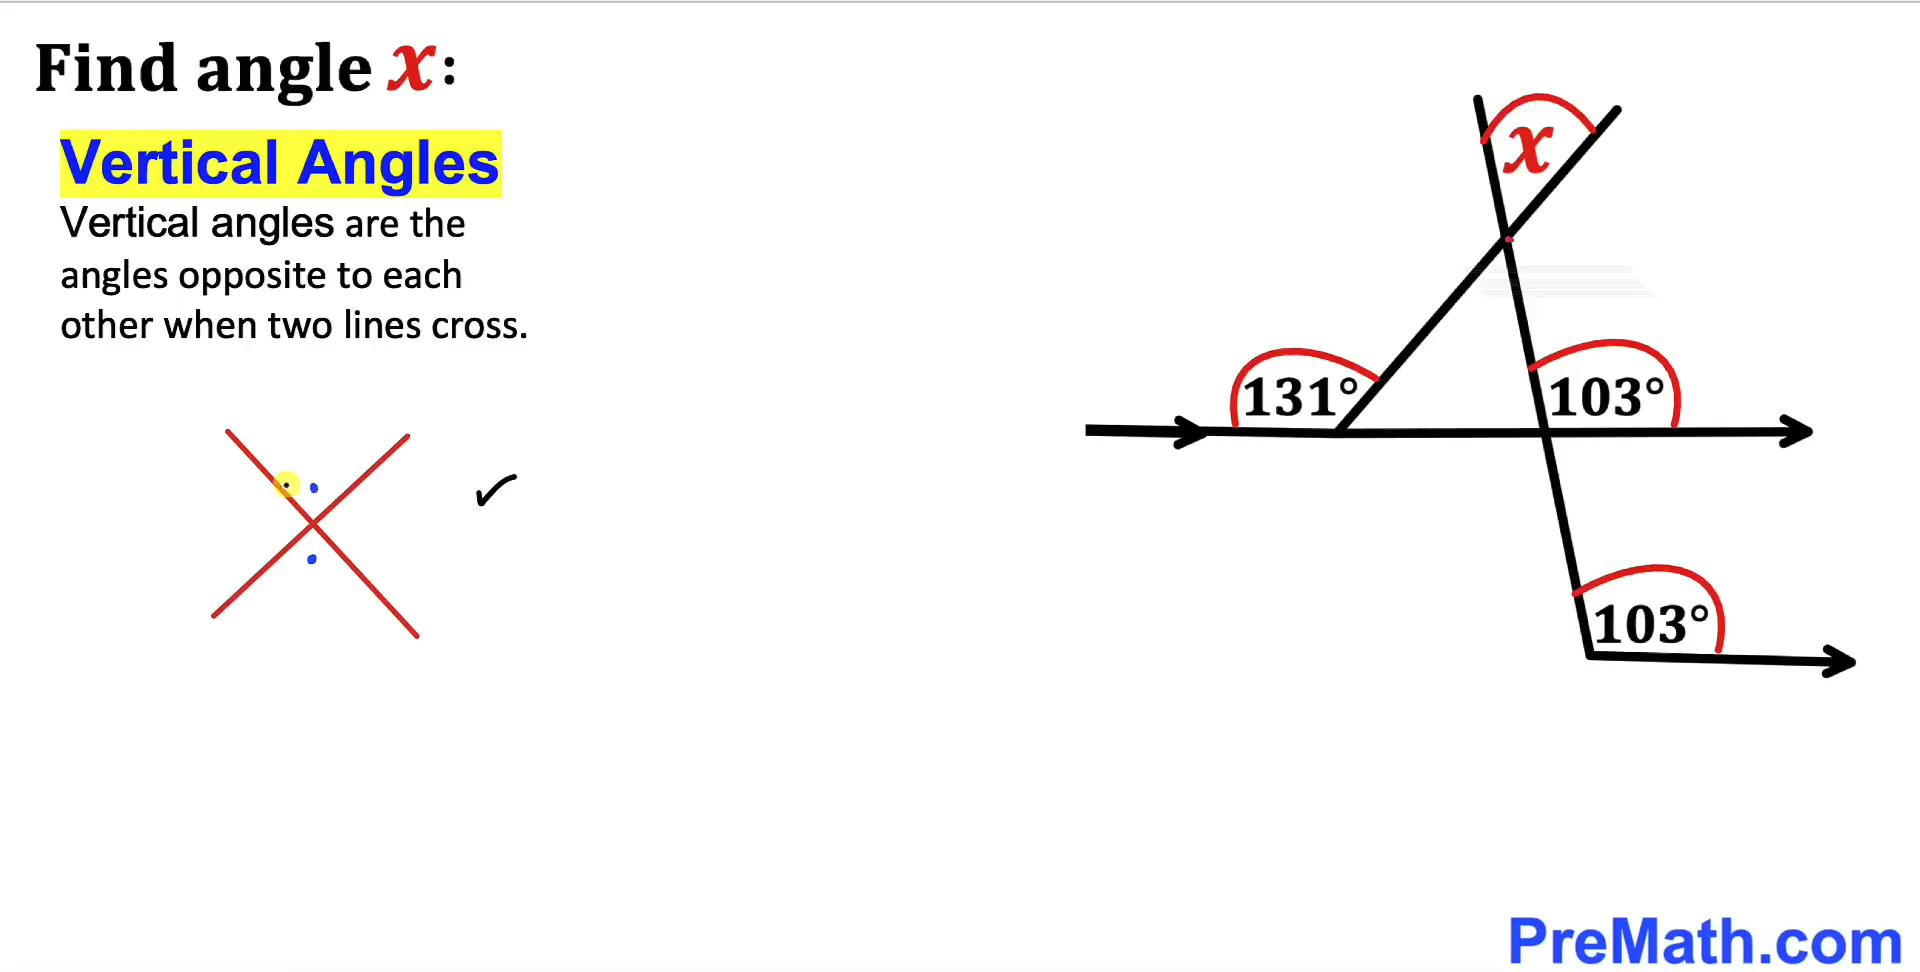 Find angle x:
Vertical Angles
Vertical angles are the
angles opposite to each
other when two lines cross.
x
131°
103°
103°
PreMath.com